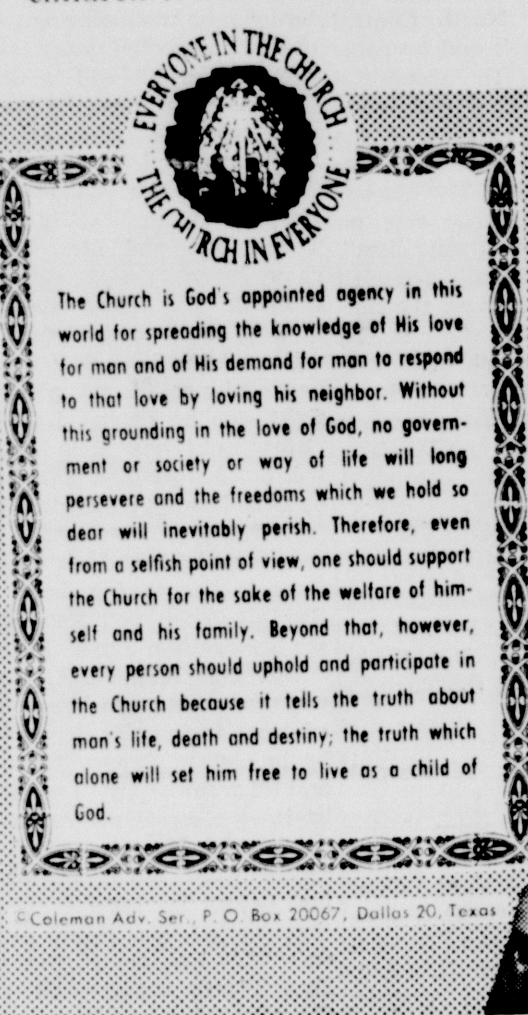 EVERYONE IN THE CHURCH
THE CHURCH IN EVERYONE
The Church is God's appointed agency in this
world for spreading the knowledge of His love
for man and of His demand for man to respond
to that love by loving his neighbor. Without
this grounding in the love of God, no govern-
ment or society or way of life will long
persevere and the freedoms which we hold so
dear will inevitably perish. Therefore, even
from a selfish point of view, one should support
the Church for the sake of the welfare of him-
self and his family. Beyond that, however,
every person should uphold and participate in
the Church because it tells the truth about
man's life, death and destiny; the truth which
alone will set him free to live as a child of
God.
©Coleman Adv. Ser., P. O. Box 20067, Dallas 20, Texas